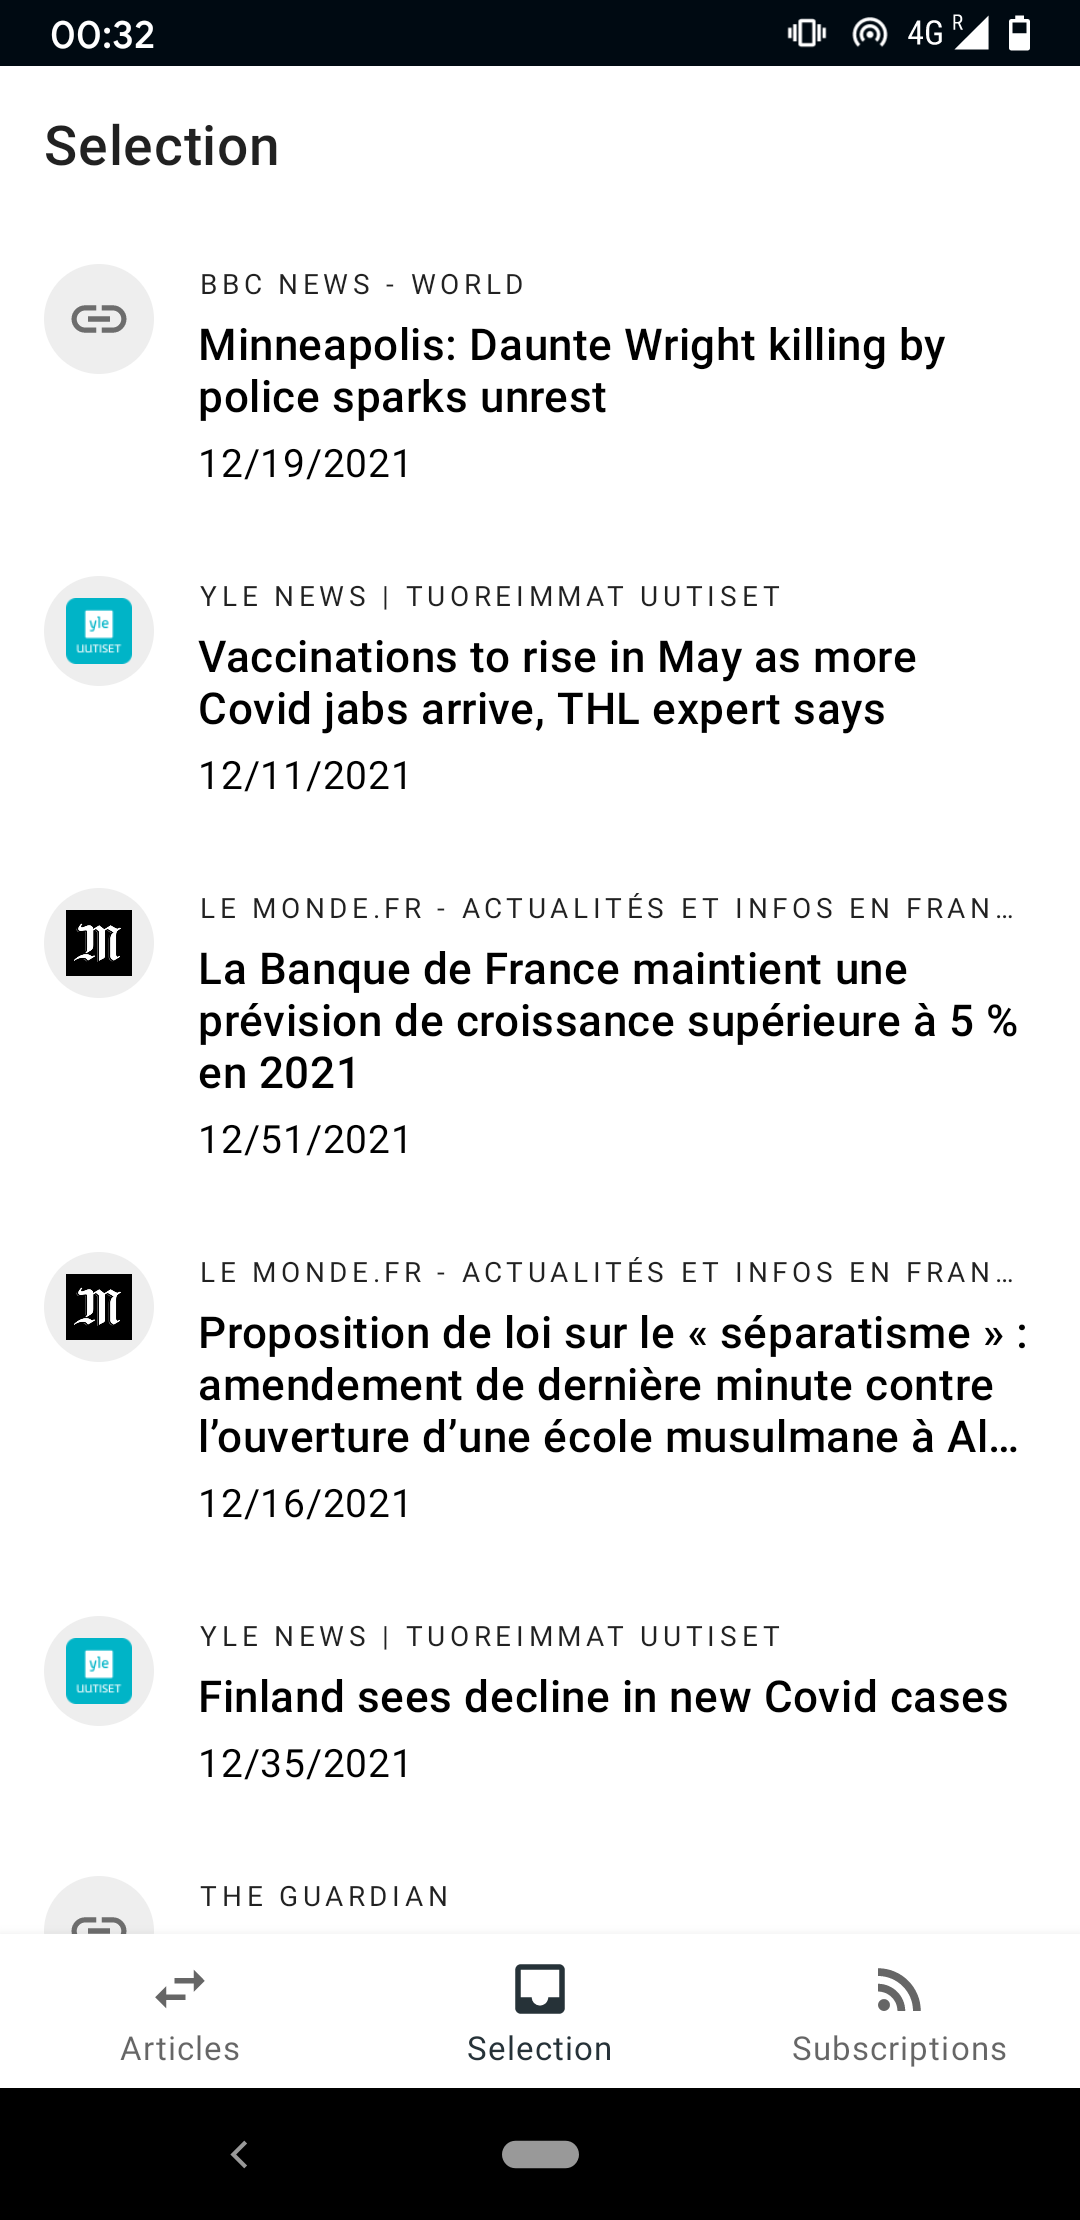 00:32
4G R
Selection
BBC NEWS - WORLD
Minneapolis: Daunte Wright killing by
police sparks unrest
12/19/2021
YLE NEWS | TUOREIMMAT UUTISET
yle
UUTISET
Vaccinations to rise in May as more
Covid jabs arrive, THL expert says
12/11/2021
LE MONDE.FR - ACTUALITÉS ET INFOS EN FRAN…
M
La Banque de France maintient une
prévision de croissance supérieure à 5 %
en 2021
12/51/2021
LE MONDE.FR - ACTUALITÉS ET INFOS EN FRAN…
M
Proposition de loi sur le « séparatisme » :
amendement de dernière minute contre
l’ouverture d’une école musulmane à Al…
12/16/2021
YLE NEWS | TUOREIMMAT UUTISET
yle
UUTISET
Finland sees decline in new Covid cases
12/35/2021
THE GUARDIAN
Articles
Selection
Subscriptions